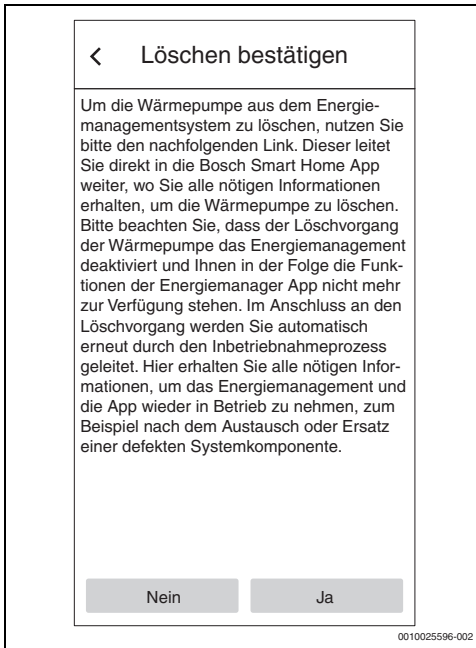 Löschen bestätigen
Um die Wärmepumpe aus dem Energie-
managementsystem zu löschen, nutzen Sie
bitte den nachfolgenden Link. Dieser leitet
Sie direkt in die Bosch Smart Home App
weiter, wo Sie alle nötigen Informationen
erhalten, um die Wärmepumpe zu löschen.
Bitte beachten Sie, dass der Löschvorgang
der Wärmepumpe das Energiemanagement
deaktiviert und Ihnen in der Folge die Funk-
tionen der Energiemanager App nicht mehr
zur Verfügung stehen. Im Anschluss an den
Löschvorgang werden Sie automatisch
erneut durch den Inbetriebnahmeprozess
geleitet. Hier erhalten Sie alle nötigen Infor-
mationen, um das Energiemanagement und
die App wieder in Betrieb zu nehmen, zum
Beispiel nach dem Austausch oder Ersatz
einer defekten Systemkomponente.
Nein Ja
0010025596-002